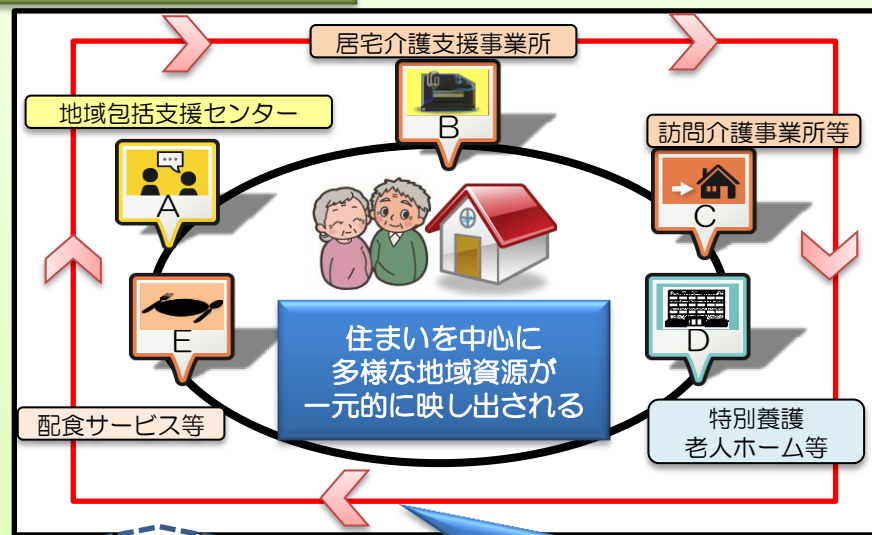 居宅介護支援事業所
B
地域包括支援センター
A
訪問介護事業所等
C
E
D
住まいを中心に
多様な地域資源が
一元的に映し出される
配食サービス等
特別養護
老人ホーム等